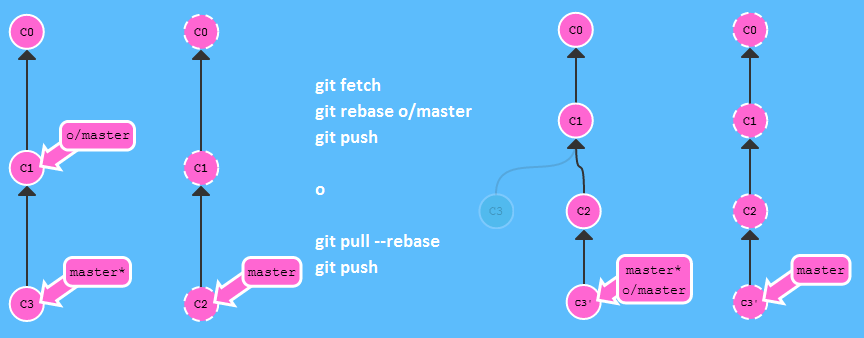 C0
C0
o/master
C1
C1
master*
master
C3
C2
git fetch
git rebase o/master
git push
o
git pull --rebase
git push
C0
C0
C1
C1
C3
C2
C2
master*
o/master
master
C3'
C3'